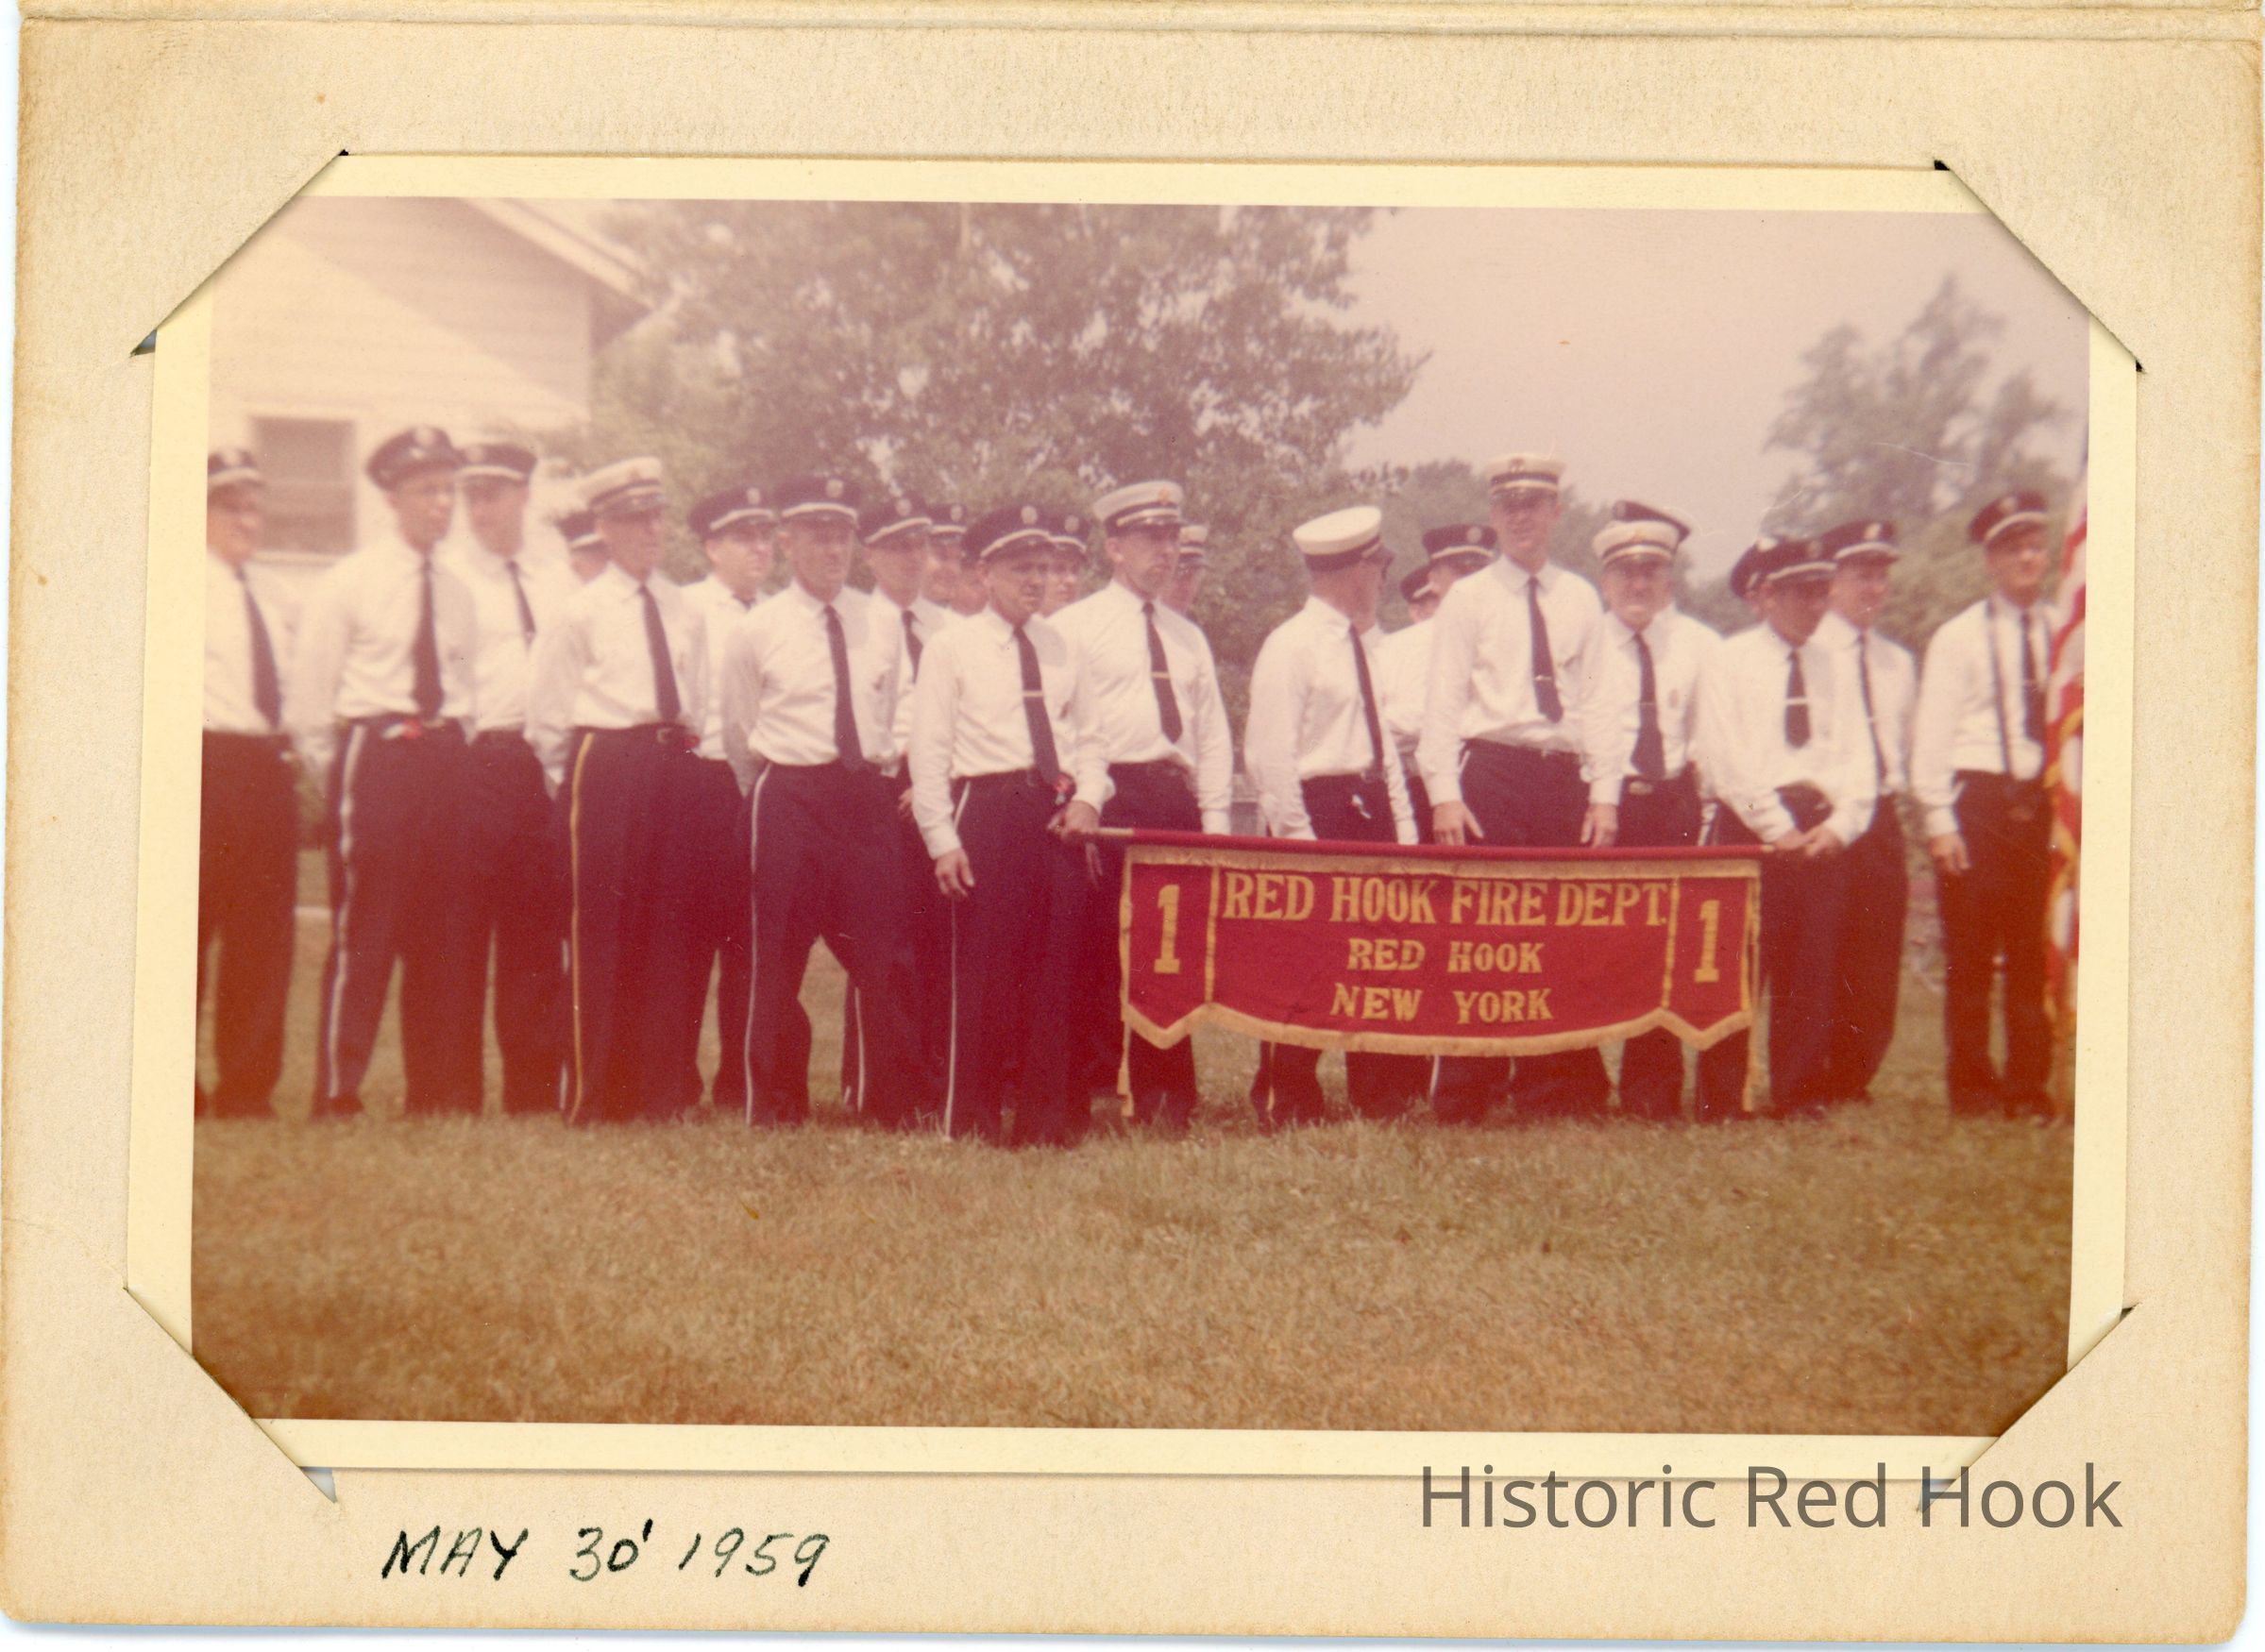 1 RED HOOK FIRE DEPT. 1
RED HOOK
NEW YORK
Historic Red Hook
MAY 30' 1959